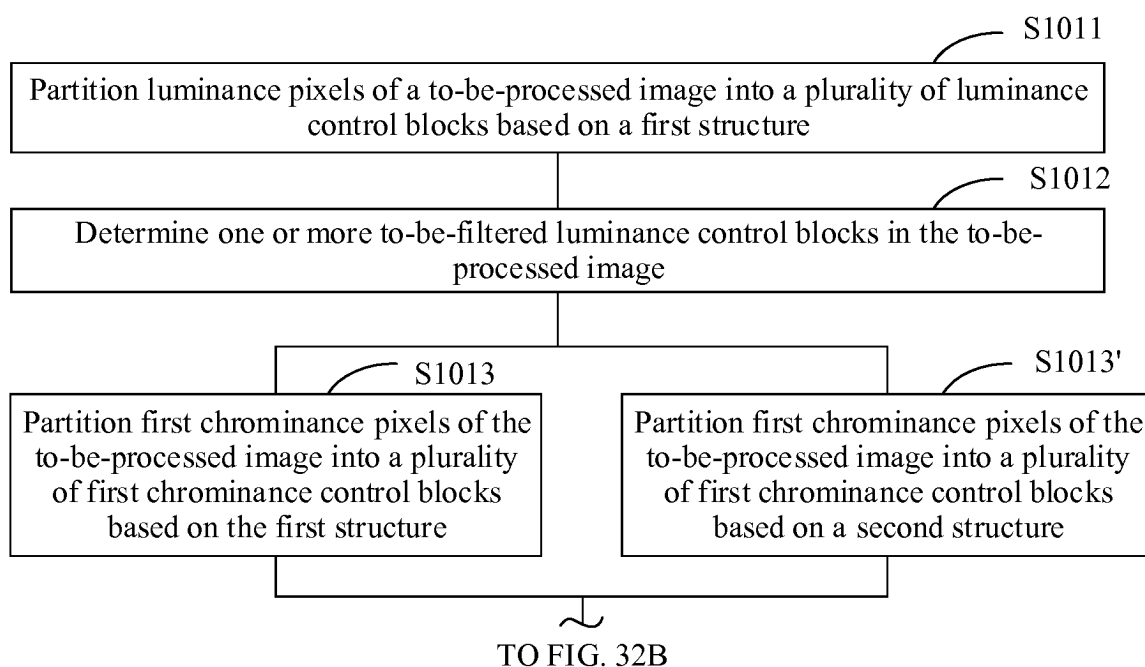 S1011
Partition luminance pixels of a to-be-processed image into a plurality of luminance
control blocks based on a first structure
S1012
Determine one or more to-be-filtered luminance control blocks in the to-be-
processed image
S1013
Partition first chrominance pixels of the
to-be-processed image into a plurality
of first chrominance control blocks
based on the first structure
S1013'
Partition first chrominance pixels of the
to-be-processed image into a plurality
of first chrominance control blocks
based on a second structure
TO FIG. 32B